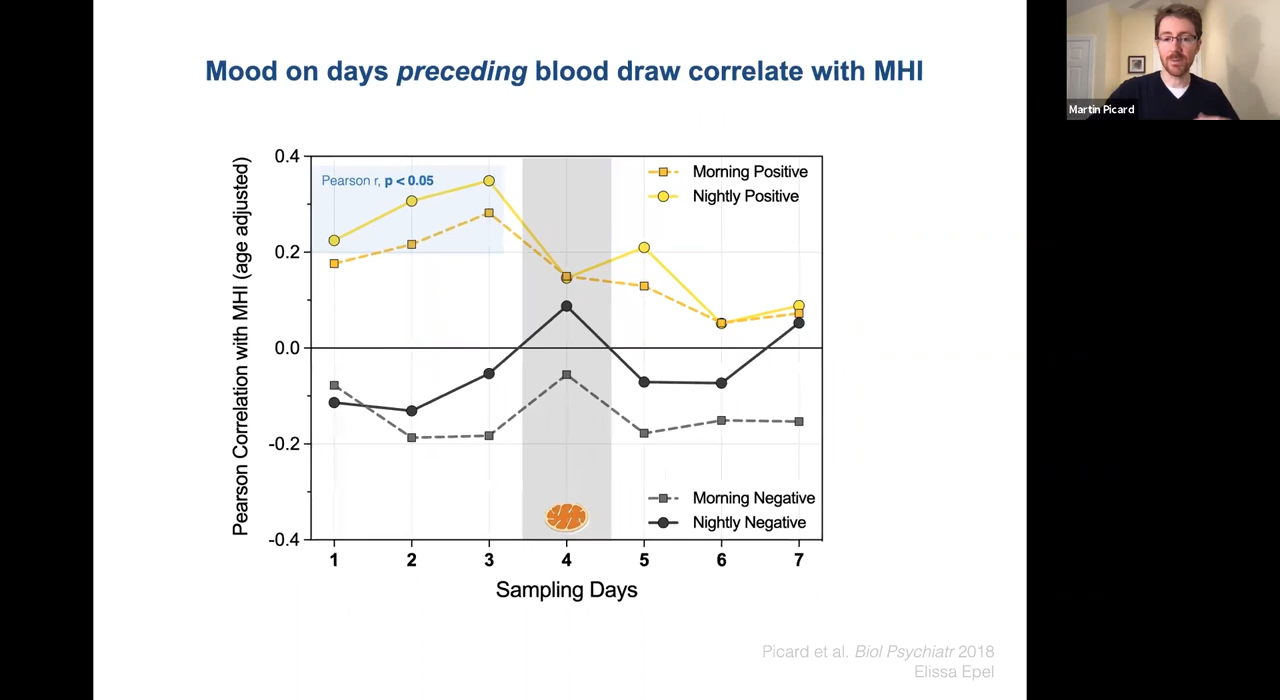 Mood on days preceding blood draw correlate with MHI
Martin Picard
Pearson Correlation with MHI (age adjusted)
0.4
0.2
0.0
-0.2
-0.4
Pearson r, p < 0.05
Morning Positive
Nightly Positive
Morning Negative
Nightly Negative
1 2 3 4 5 6 7
Sampling Days
Picard et al. Biol Psychiatr 2018
Elissa Epel